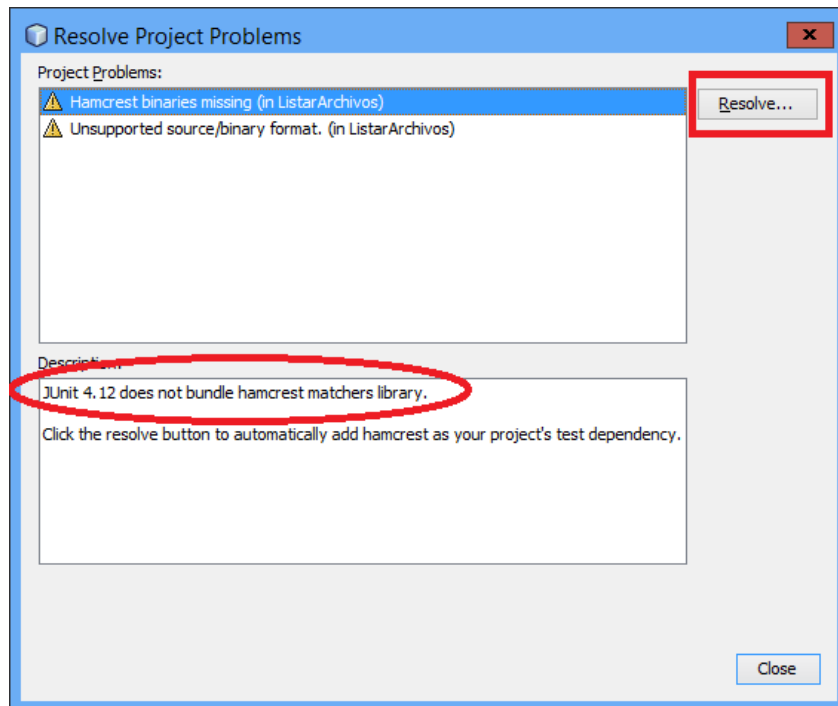 Resolve Project Problems
Project Problems:
Hamcrest binaries missing (in ListarArchivos)
Resolve...
Unsupported source/binary format. (in ListarArchivos)
Description:
JUnit 4.12 does not bundle hamcrest matchers library.
Click the resolve button to automatically add hamcrest as your project's test dependency.
Close